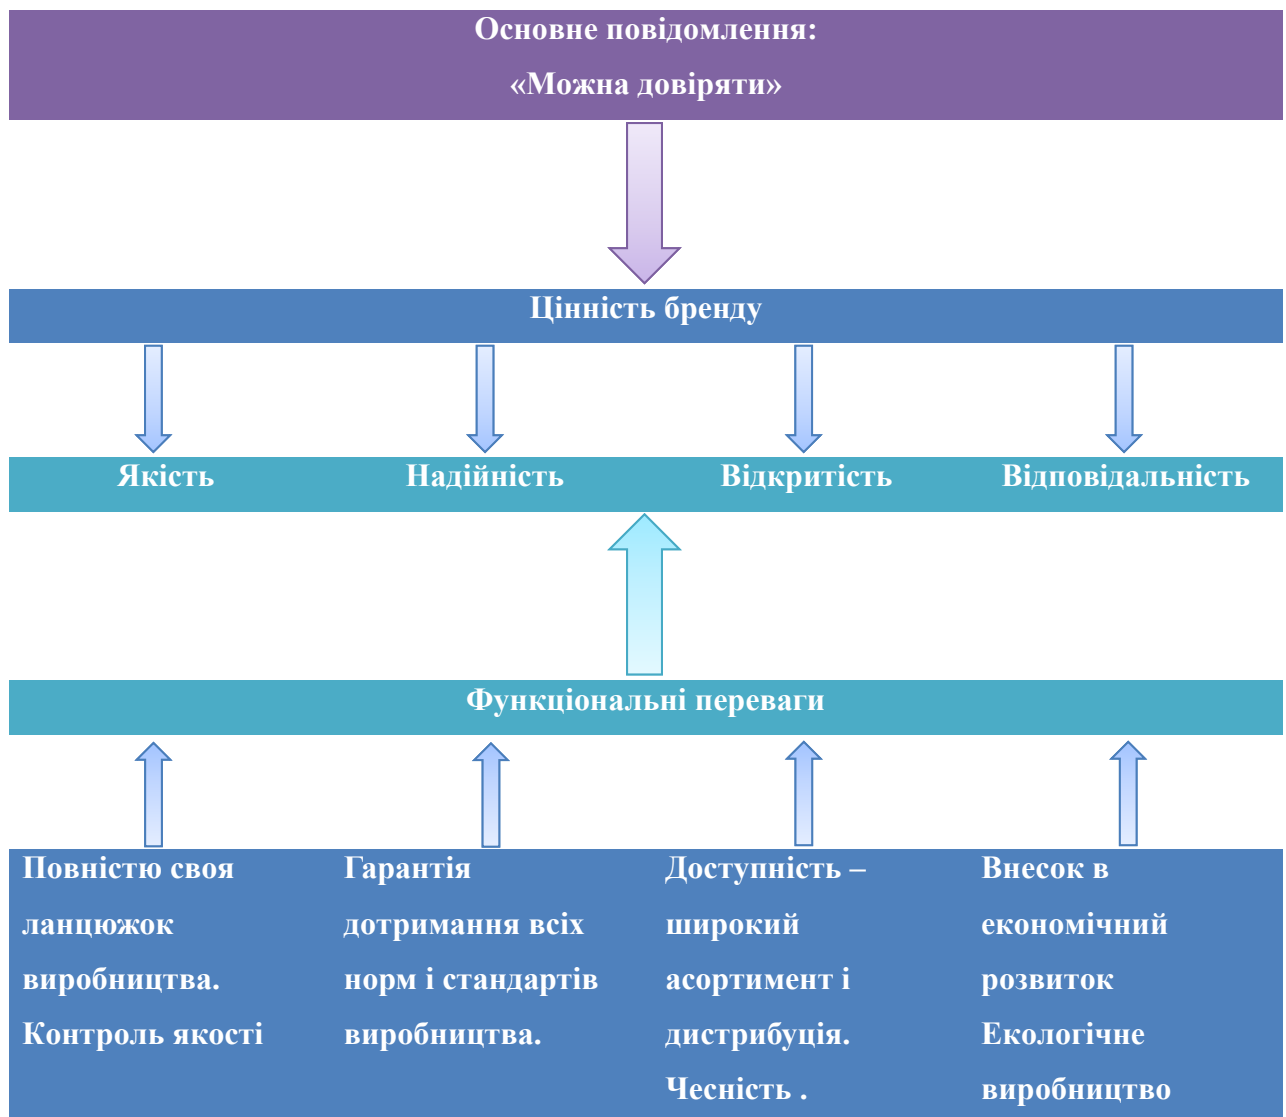 Основне повідомлення:
«Можна довіряти»
Цінність бренду
Якість Надійність Відкритість Відповідальність
Функціональні переваги
Повністю своя
ланцюжок
виробництва.
Контроль якості
Гарантія
дотримання всіх
норм і стандартів
виробництва.
Доступність –
широкий
асортимент і
дистрибуція.
Чесність .
Внесок в
економічний
розвиток
Екологічне
виробництво